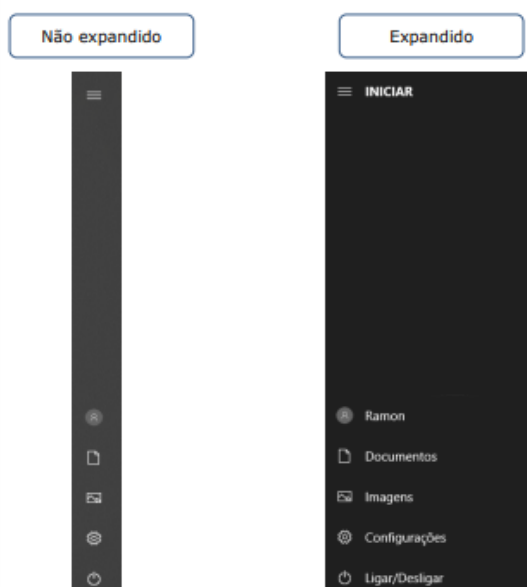 Não expandido
Expandido
INICIAR
Ramon
Documentos
Imagens
Configurações
Ligar/Desligar